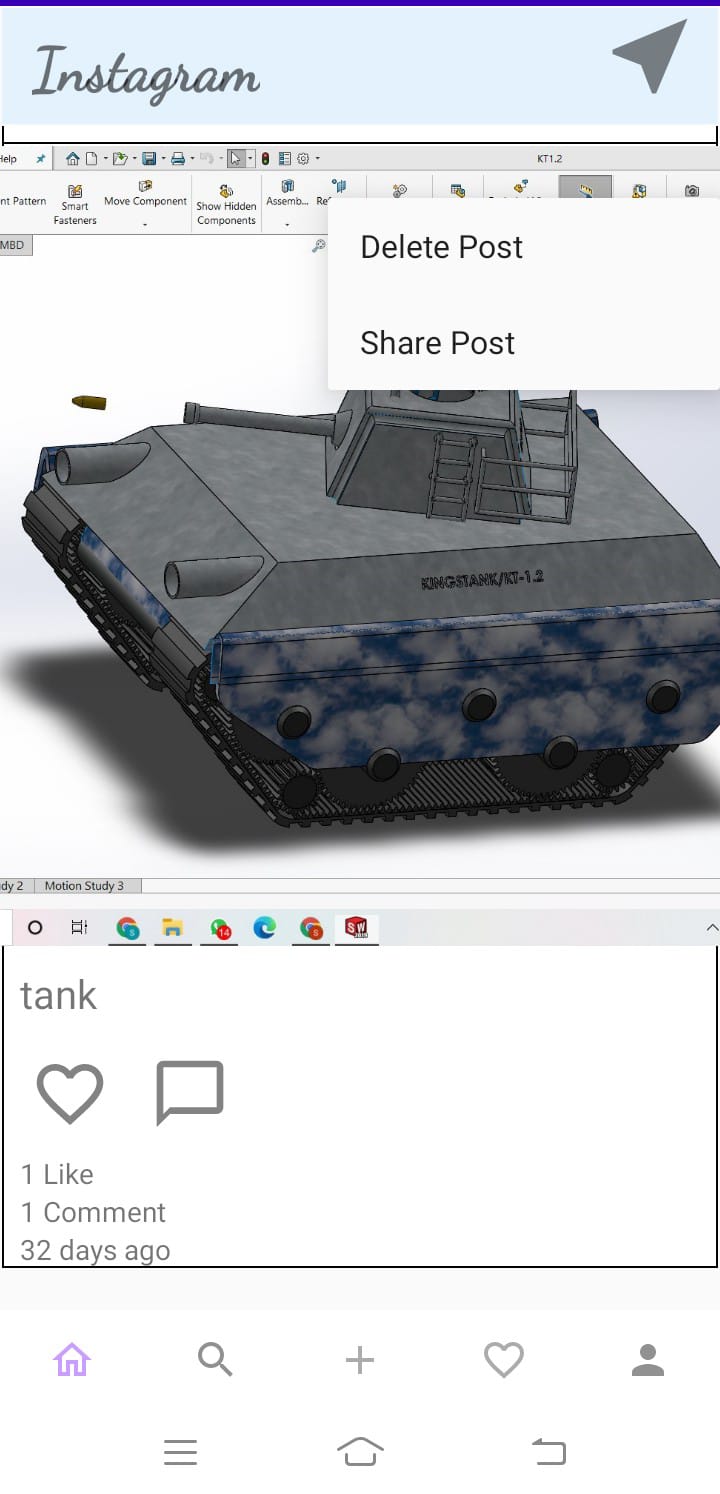 Instagram
Help
KT1.2
nt Pattern
Smart
Fasteners
Move Component
Show Hidden
Components
Assemb...
MBD
Delete Post
Share Post
KINGSTANK/KT-1.2
dy 2
Motion Study 3
14
SW
tank
1 Like
1 Comment
32 days ago